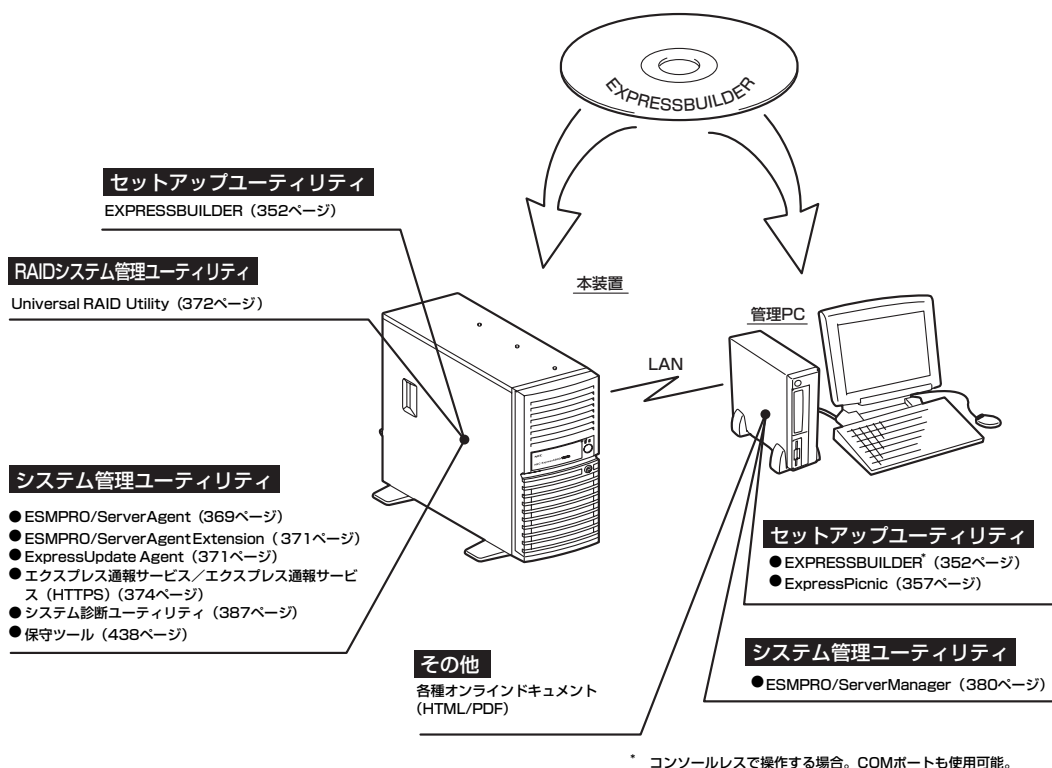 EXPRESSBUILDER
セットアップユーティリティ
EXPRESSBUILDER（352ページ）
RAIDシステム管理ユーティリティ
Universal RAID Utility（372ページ）
本装置
管理PC
LAN
システム管理ユーティリティ
● ESMPRO/ServerAgent（369ページ）
● ESMPRO/ServerAgentExtension（371ページ）
● ExpressUpdate Agent（371ページ）
● エクスプレス通報サービス／エクスプレス通報サービ
ス（HTTPS）（374ページ）
● システム診断ユーティリティ（387ページ）
● 保守ツール（438ページ）
セットアップユーティリティ
● EXPRESSBUILDER*（352ページ）
● ExpressPicnic（357ページ）
その他
各種オンラインドキュメント
（HTML/PDF）
システム管理ユーティリティ
● ESMPRO/ServerManager（380ページ）
* コンソールレスで操作する場合。COMポートも使用可能。